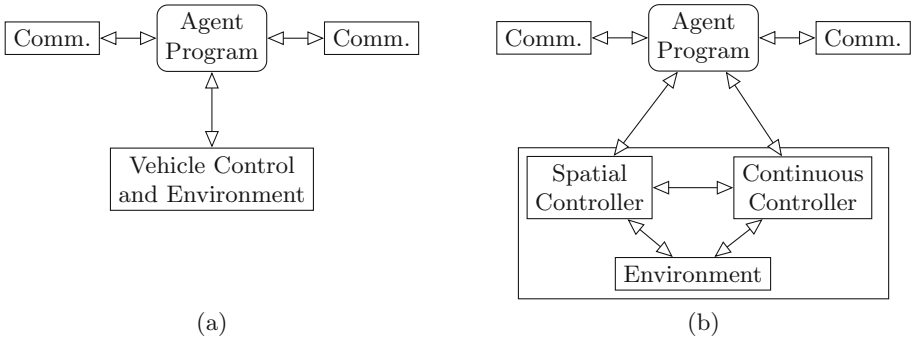 Comm.
Agent
Program
Comm.
Vehicle Control
and Environment
(a)
Comm.
Agent
Program
Comm.
Spatial
Controller
Continuous
Controller
Environment
(b)